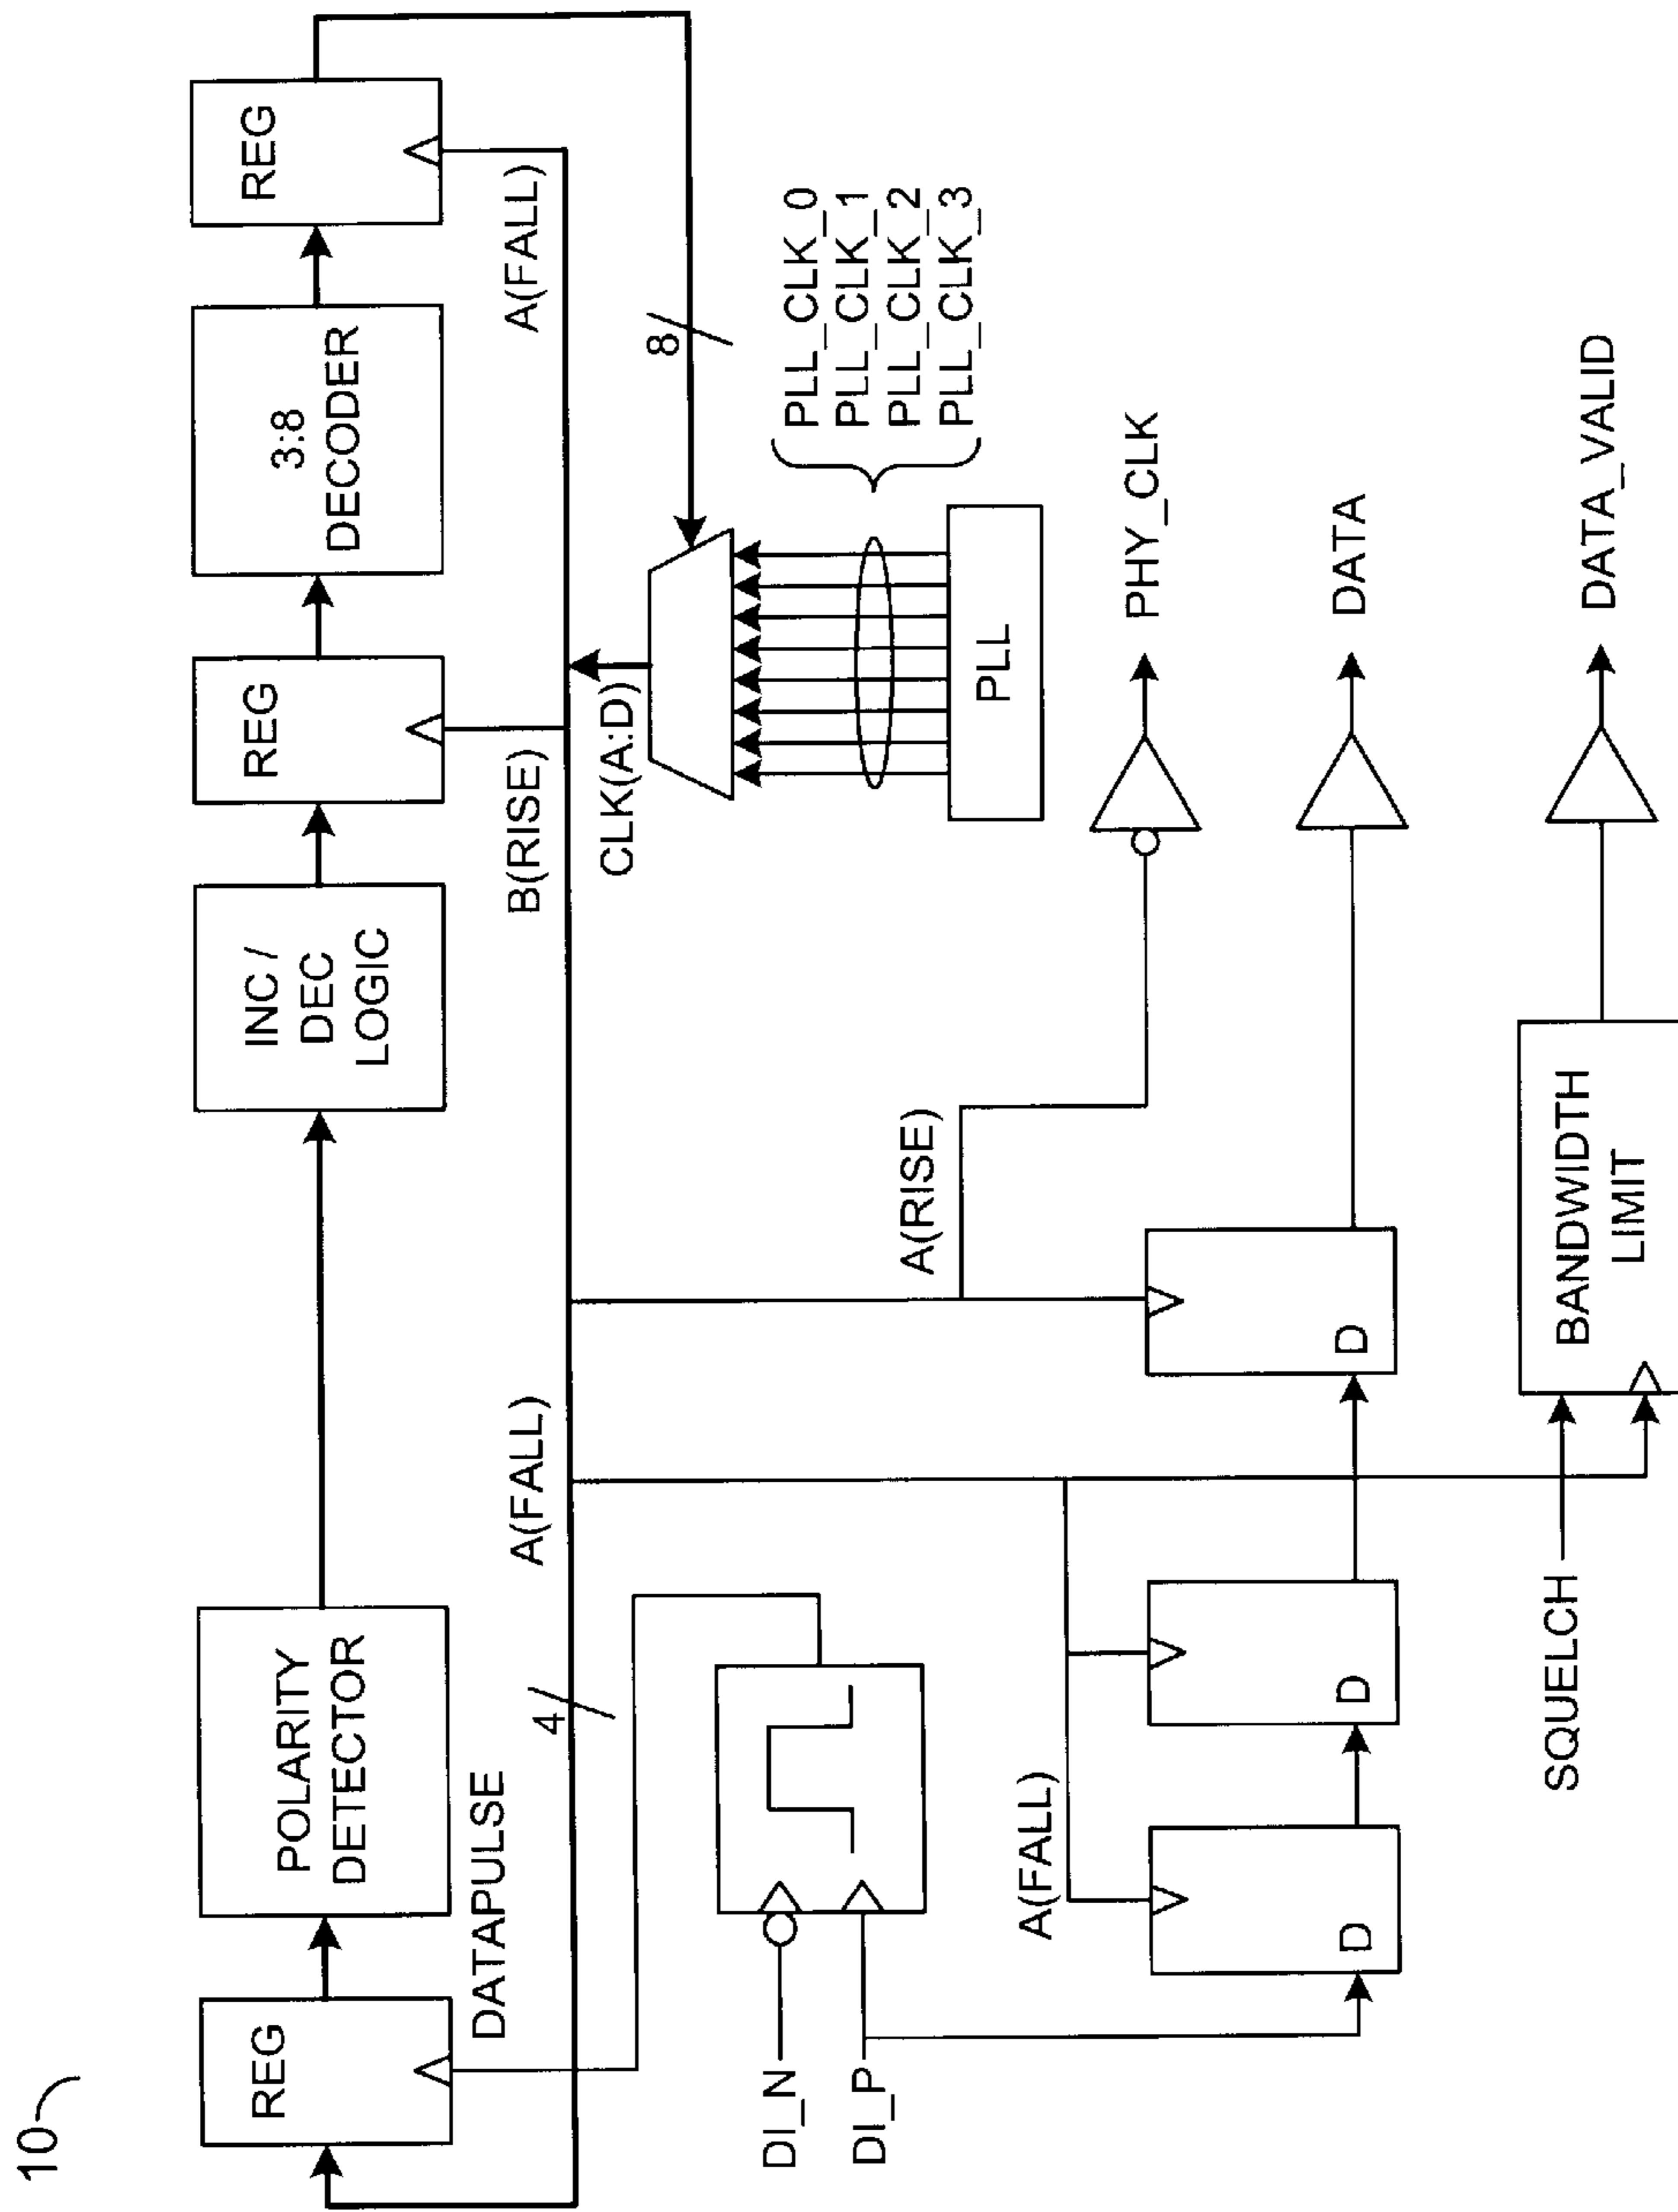 10
REG
POLARITY
DETECTOR
INC /
DEC
LOGIC
REG
3:8
DECODER
REG
DATAPULSE
4
A(FALL)
B(RISE)
A(FALL)
CLK(A:D)
8
DI_N
DI_P
PLL
PLL_CLK_0
PLL_CLK_1
PLL_CLK_2
PLL_CLK_3
A(RISE)
A(FALL)
PHY_CLK
D
D
D
DATA
SQUELCH
BANDWIDTH
LIMIT
DATA_VALID